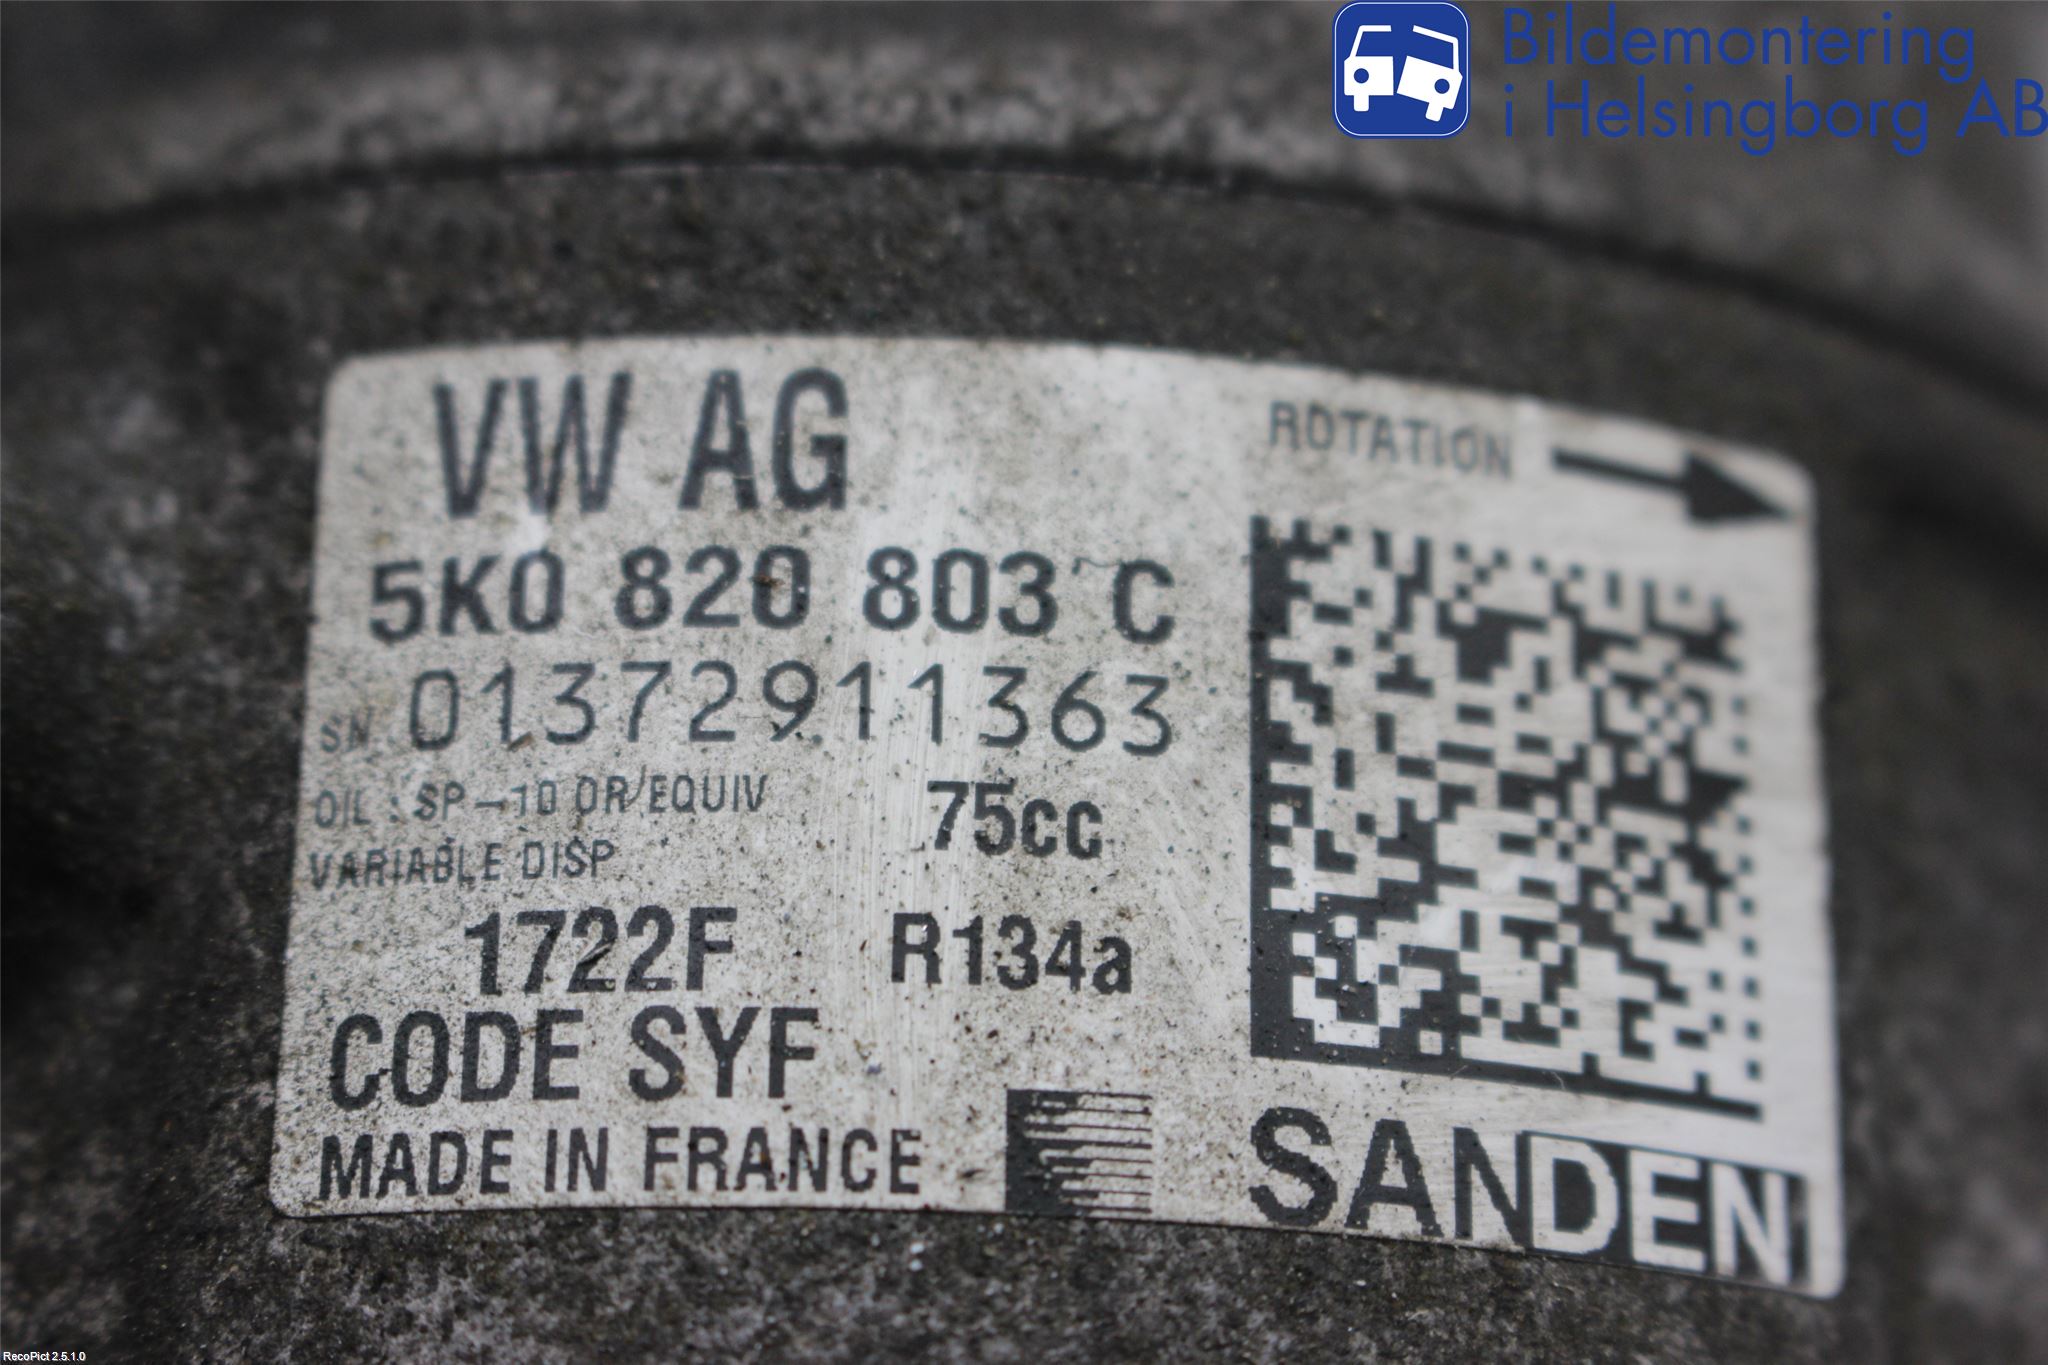 Bildemontering
i Helsingborg AB
VW AG
ROTATION
5K0 820 803 C
SN: 01372911363
OIL : SP-10 OR EQUIV 75cc
VARIABLE DISP
1722F R134a
CODE SYF
MADE IN FRANCE
SANDEN
RecoPict 2.5.1.0